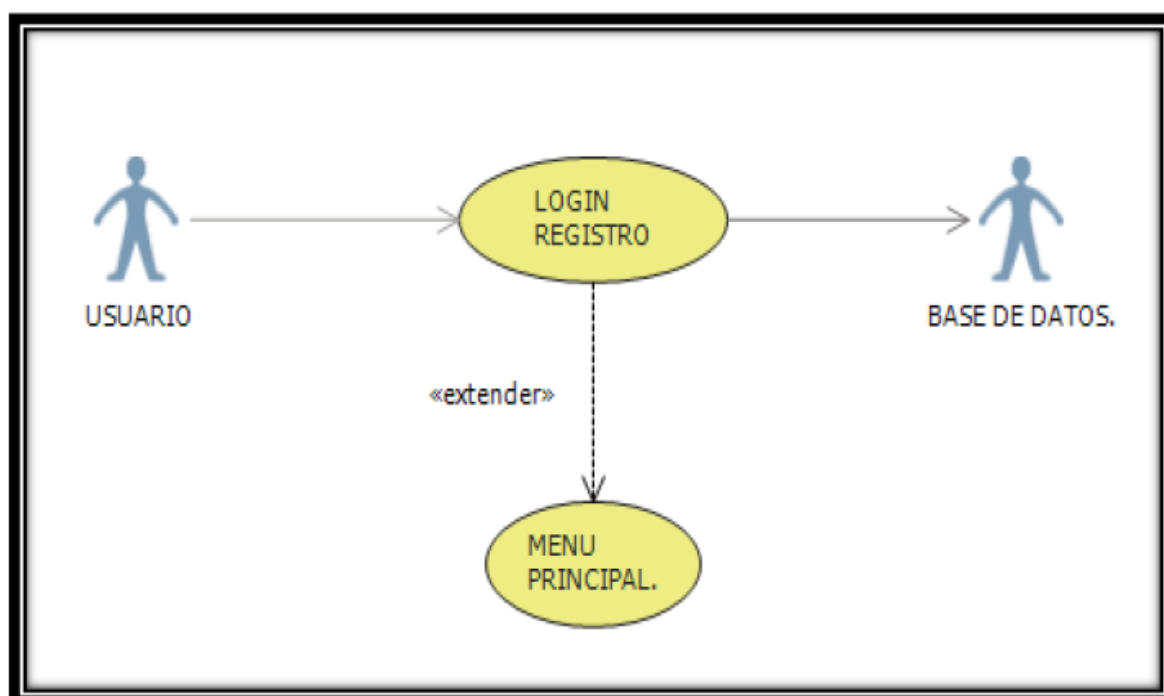 LOGIN
REGISTRO
USUARIO
BASE DE DATOS.
«extender»
MENU
PRINCIPAL.